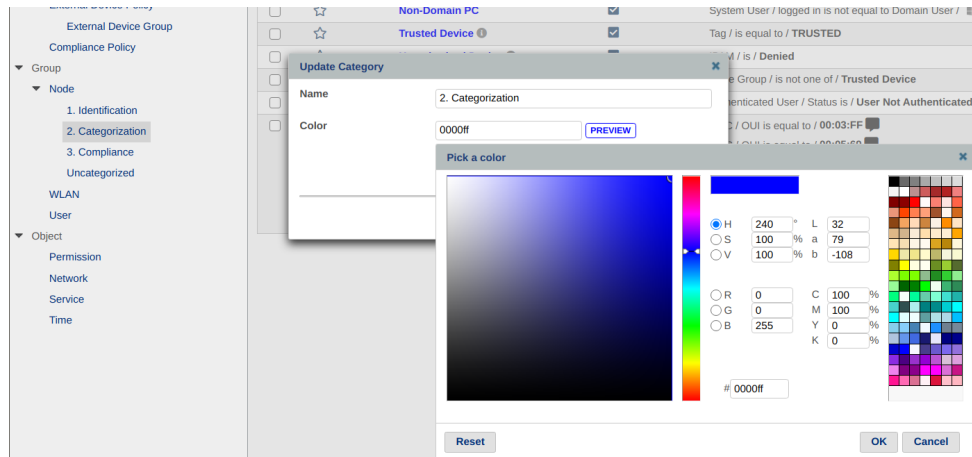 External Device Policy
External Device Group
Compliance Policy
Group
Node
1. Identification
2. Categorization
3. Compliance
Uncategorized
WLAN
User
Object
Permission
Network
Service
Time
Non-Domain PC
System User / logged in is not equal to Domain User /
Trusted Device
Tag / is equal to / TRUSTED
M / is / Denied
e Group / is not one of / Trusted Device
enticated User / Status is / User Not Authenticated
C / OUI is equal to / 00:03:FF
Update Category
Name
2. Categorization
Color
0000ff
PREVIEW
Pick a color
H 240 ° L 32
S 100 % a 79
V 100 % b -108
R 0 C 100 %
G 0 M 100 %
B 255 Y 0 %
K 0 %
# 0000ff
Reset
OK
Cancel